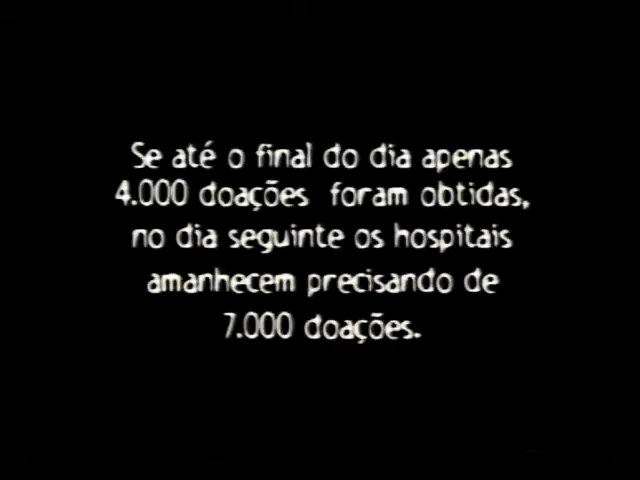 Se até o final do dia apenas
4.000 doações foram obtidas,
no dia seguinte os hospitais
amanhecem precisando de
7.000 doações.